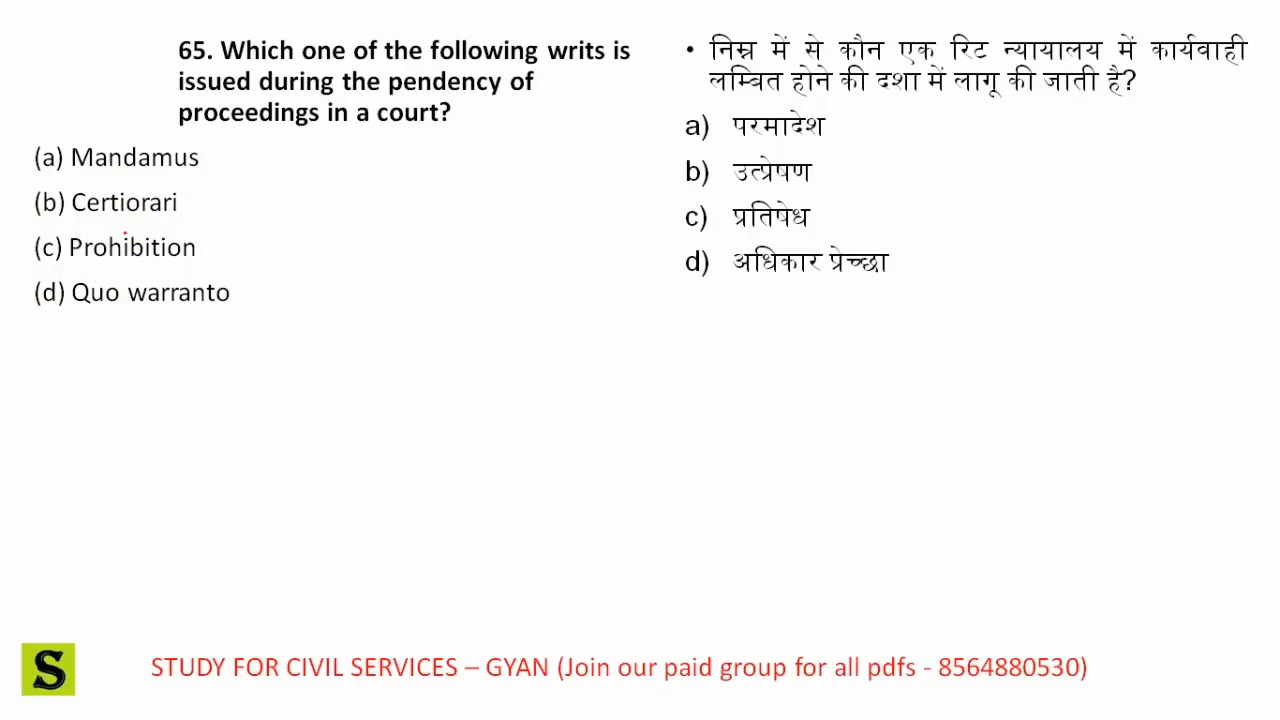 65. Which one of the following writs is
issued during the pendency of
proceedings in a court?
(a) Mandamus
(b) Certiorari
(c) Prohibition
(d) Quo warranto
• निम्न में से कौन एक रिट न्यायालय में कार्यवाही
लम्बित होने की दशा में लागू की जाती है?
a) परमादेश
b) उत्प्रेषण
c) प्रतिषेध
d) अधिकार प्रेच्छा
S
STUDY FOR CIVIL SERVICES – GYAN (Join our paid group for all pdfs - 8564880530)